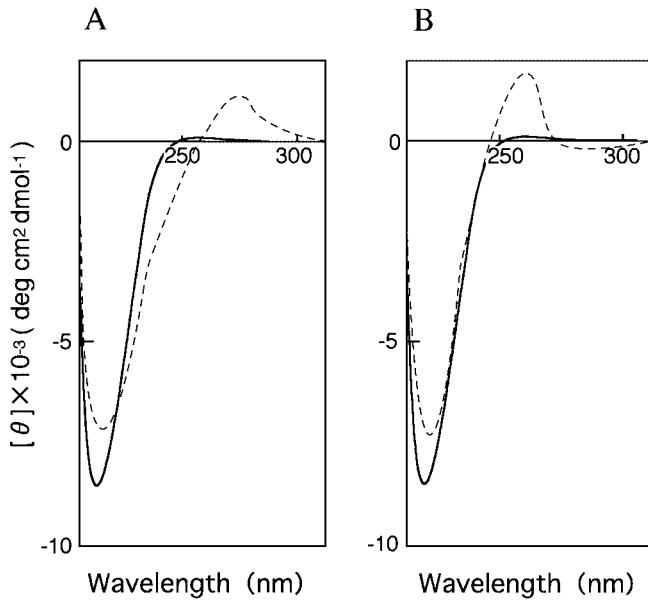 A
B
0
250
300
0
250
300
-5
-5
-10
-10
[θ]×10-3 ( deg cm2 dmol-1)
Wavelength (nm)
Wavelength (nm)